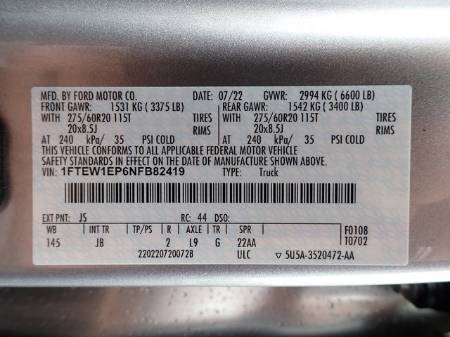 MFD. BY FORD MOTOR CO. DATE: 07/22 GVWR: 2994 KG ( 6600 LB)
FRONT GAWR: 1531 KG ( 3375 LB) REAR GAWR: 1542 KG ( 3400 LB)
WITH 275/60R20 115T TIRES WITH 275/60R20 115T TIRES
20x8.5J RIMS 20x8.5J RIMS
AT 240 kPa/ 35 PSI COLD AT 240 kPa/ 35 PSI COLD
THIS VEHICLE CONFORMS TO ALL APPLICABLE FEDERAL MOTOR VEHICLE
SAFETY STANDARDS IN EFFECT ON THE DATE OF MANUFACTURE SHOWN ABOVE.
VIN: 1FTEW1EP6NFB82419 TYPE: Truck
EXT PNT: JS RC: 44 DSO:
WB INT TR TP/PS R AXLE TR SPR F0108
145 JB 2 L9 G 22AA T0702
2202207200728 ULC ▽ 5U5A-3520472-AA